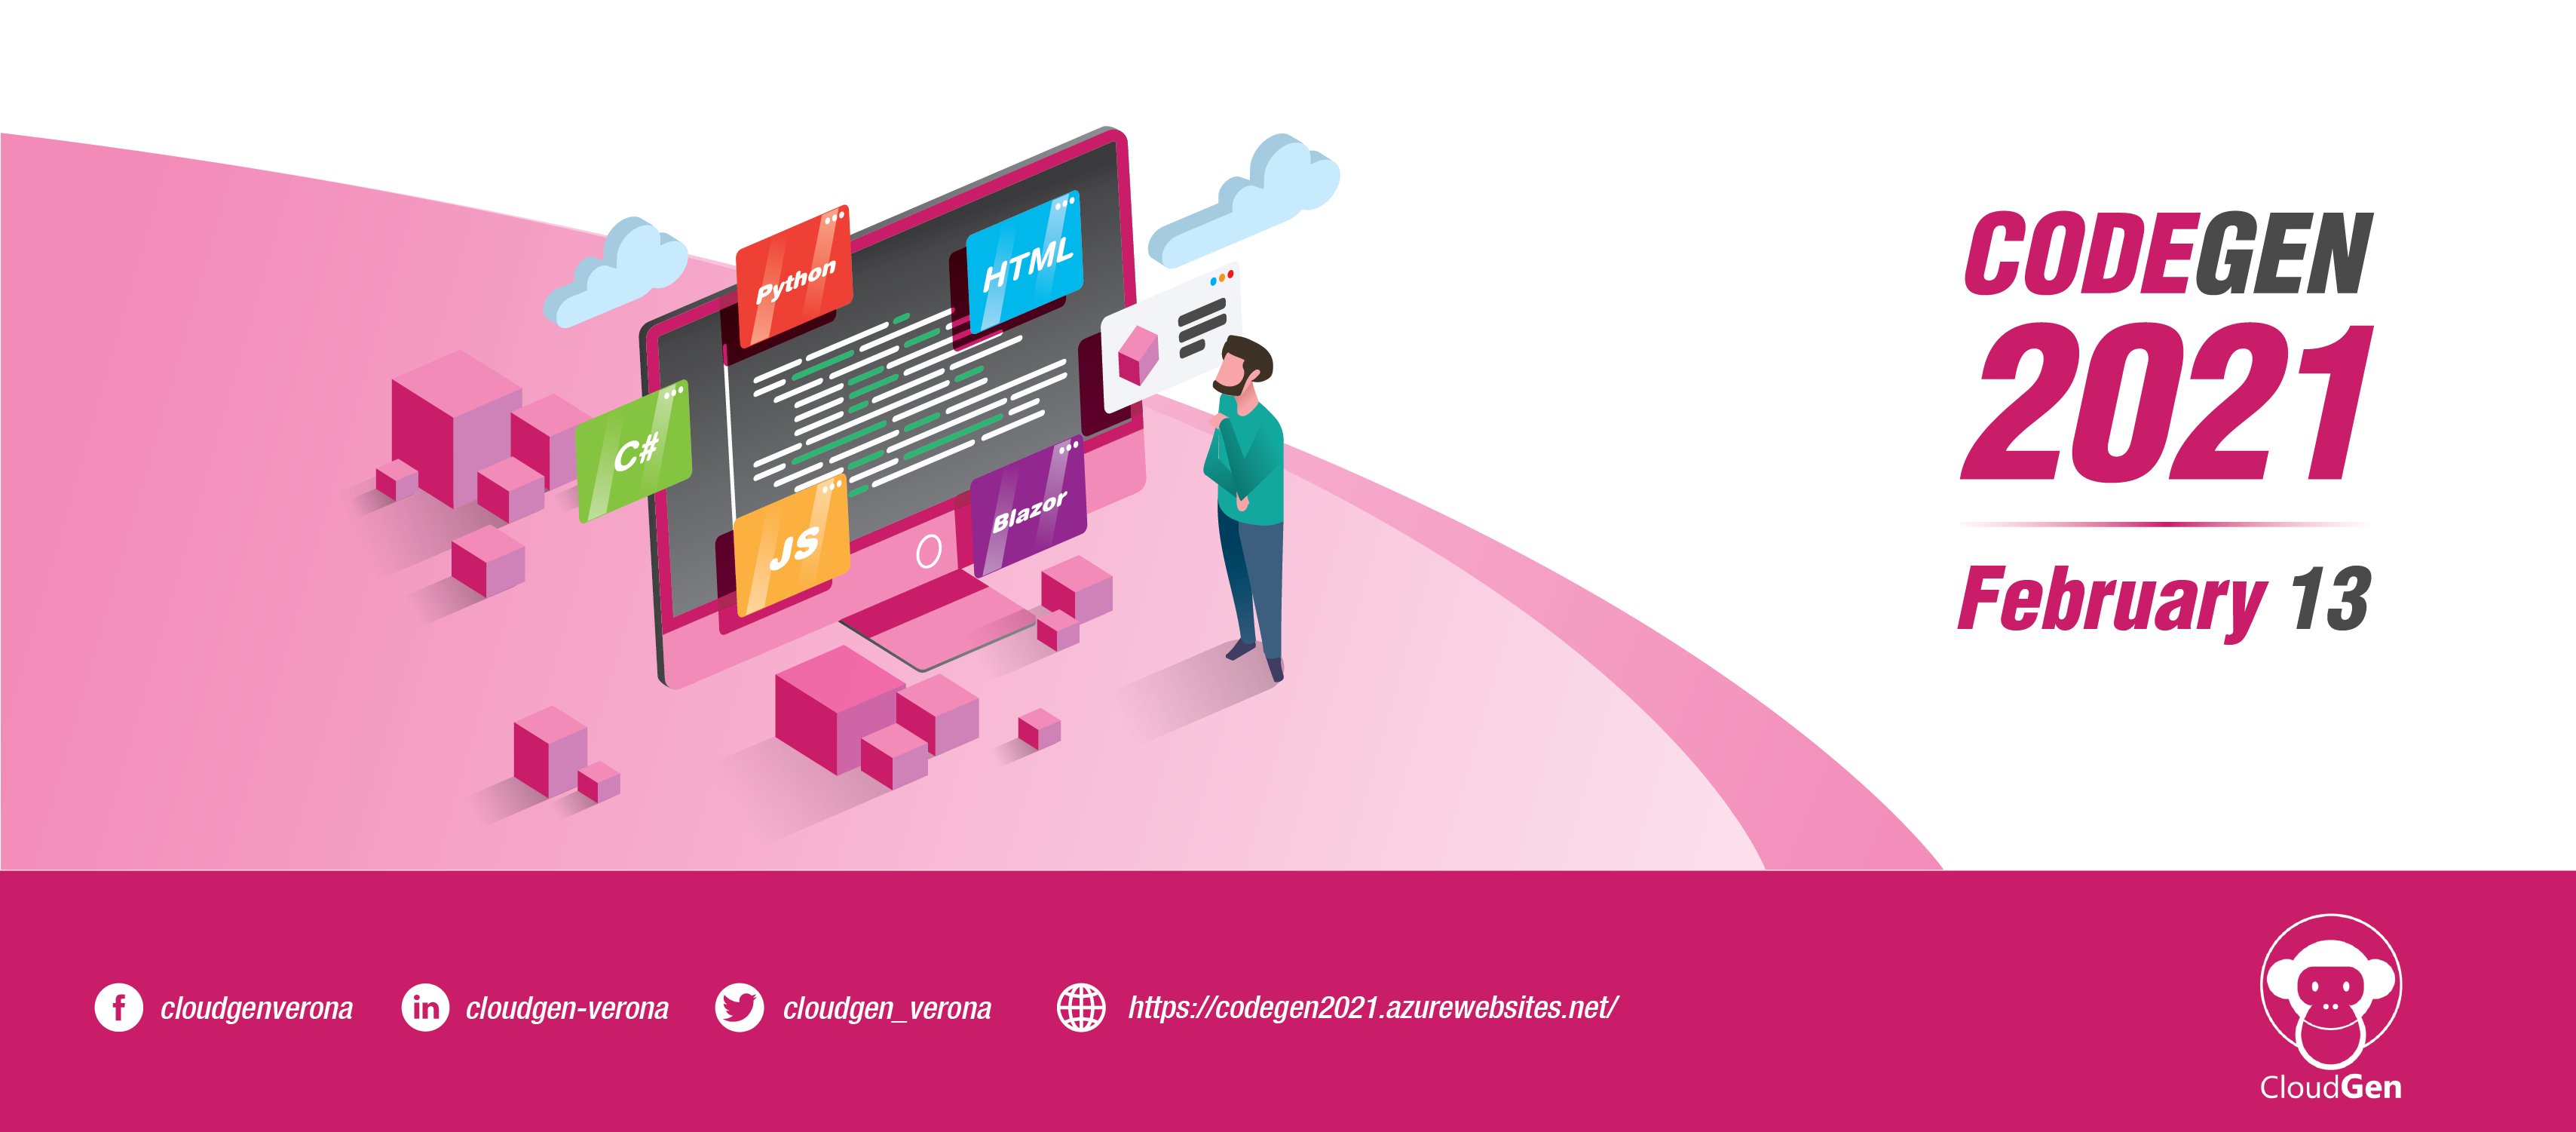 Python
HTML
C#
JS
Blazor
CODEGEN
2021
February 13
cloudgenverona
cloudgen-verona
cloudgen_verona
https://codegen2021.azurewebsites.net/
CloudGen